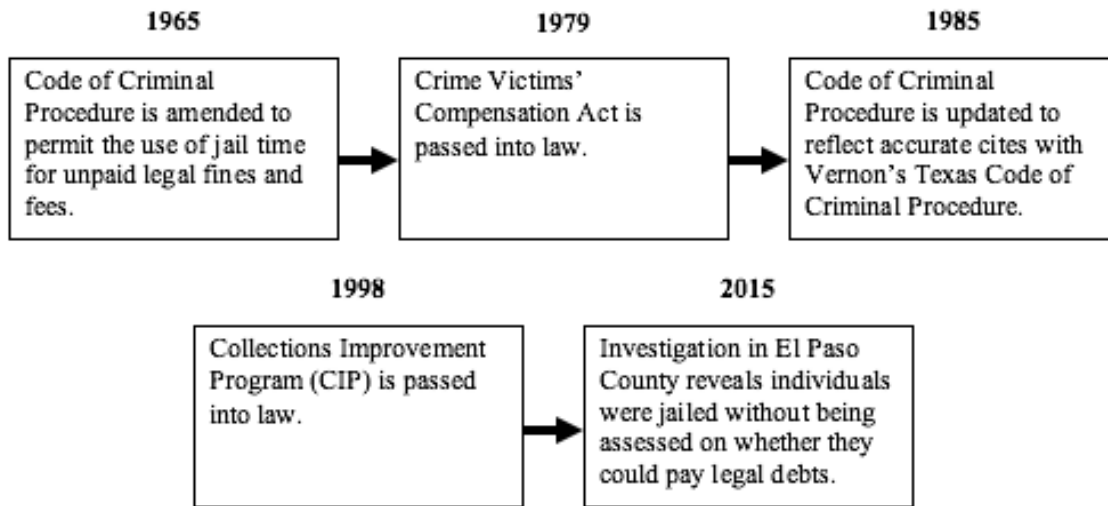 1965
Code of Criminal
Procedure is amended to
permit the use of jail time
for unpaid legal fines and
fees.
1979
Crime Victims’
Compensation Act is
passed into law.
1985
Code of Criminal
Procedure is updated to
reflect accurate cites with
Vernon’s Texas Code of
Criminal Procedure.
1998
Collections Improvement
Program (CIP) is passed
into law.
2015
Investigation in El Paso
County reveals individuals
were jailed without being
assessed on whether they
could pay legal debts.